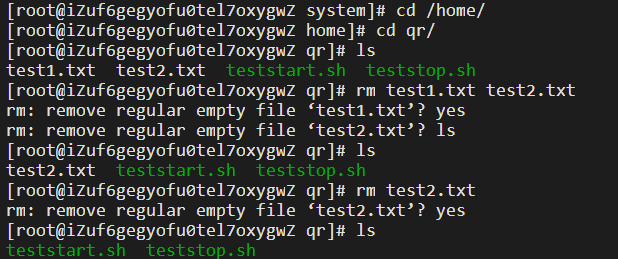 [root@iZuf6gegyofu0tel7oxygwZ system]# cd /home/
[root@iZuf6gegyofu0tel7oxygwZ home]# cd qr/
[root@iZuf6gegyofu0tel7oxygwZ qr]# ls
test1.txt  test2.txt  teststart.sh  teststop.sh
[root@iZuf6gegyofu0tel7oxygwZ qr]# rm test1.txt test2.txt
rm: remove regular empty file ‘test1.txt’? yes
rm: remove regular empty file ‘test2.txt’? ls
[root@iZuf6gegyofu0tel7oxygwZ qr]# ls
test2.txt  teststart.sh  teststop.sh
[root@iZuf6gegyofu0tel7oxygwZ qr]# rm test2.txt
rm: remove regular empty file ‘test2.txt’? yes
[root@iZuf6gegyofu0tel7oxygwZ qr]# ls
teststart.sh  teststop.sh